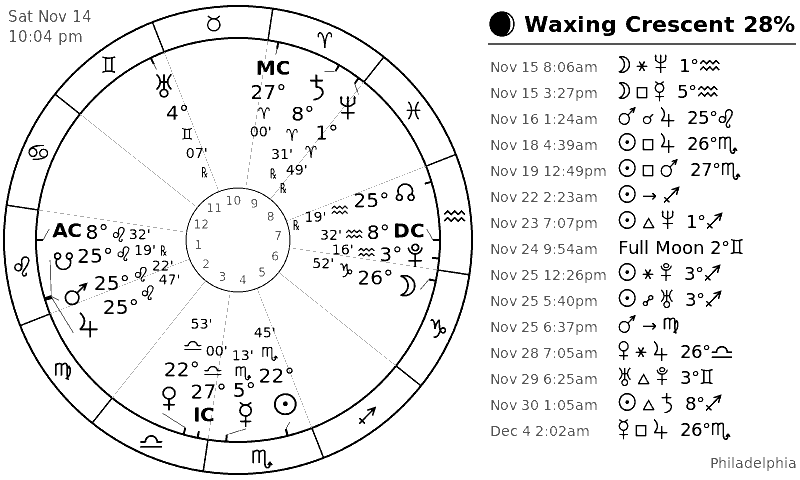 Sat Nov 14
10:04 pm
Waxing Crescent 28%
Nov 15 8:06am ☽ ⚹ ♆ 1°♒
Nov 15 3:27pm ☽ □ ☿ 5°♒
Nov 16 1:24am ♂ ☌ ♃ 25°♌
Nov 18 4:39am ☉ □ ♃ 26°♏
Nov 19 12:49pm ☉ □ ♂ 27°♏
Nov 22 2:23am ☉ → ♐
Nov 23 7:07pm ☉ △ ♆ 1°♐
Nov 24 9:54am Full Moon 2°♊
Nov 25 12:26pm ☉ ⚹ ♇ 3°♐
Nov 25 5:40pm ☉ ☍ ♅ 3°♐
Nov 25 6:37pm ♂ → ♍
Nov 28 7:05am ♀ ⚹ ♃ 26°♎
Nov 29 6:25am ♅ △ ♇ 3°♊
Nov 30 1:05am ☉ △ ♄ 8°♐
Dec 4 2:02am ☿ □ ♃ 26°♏
Philadelphia
♉
♈
♊
♓
♋
♒
♌
♑
♍
♐
♎
♏
MC
27°
♈
00'
♄
8°
♈
31'
℞
♆
1°
♈
49'
℞
♅
4°
♊
07'
℞
☊ 25° ♒ 19' ℞
DC 8° ♒ 32'
♇ 3° ♒ 16'
☽ 26° ♑ 52'
AC 8° ♌ 32'
☋ 25° ♌ 19' ℞
♂ 25° ♌ 22'
♃ 25° ♌ 47'
53'
♎
22°
♀
00'
♎
27°
IC
13'
♏
5°
☿
45'
♏
22°
☉
1
2
3
4
5
6
7
8
9
10
11
12